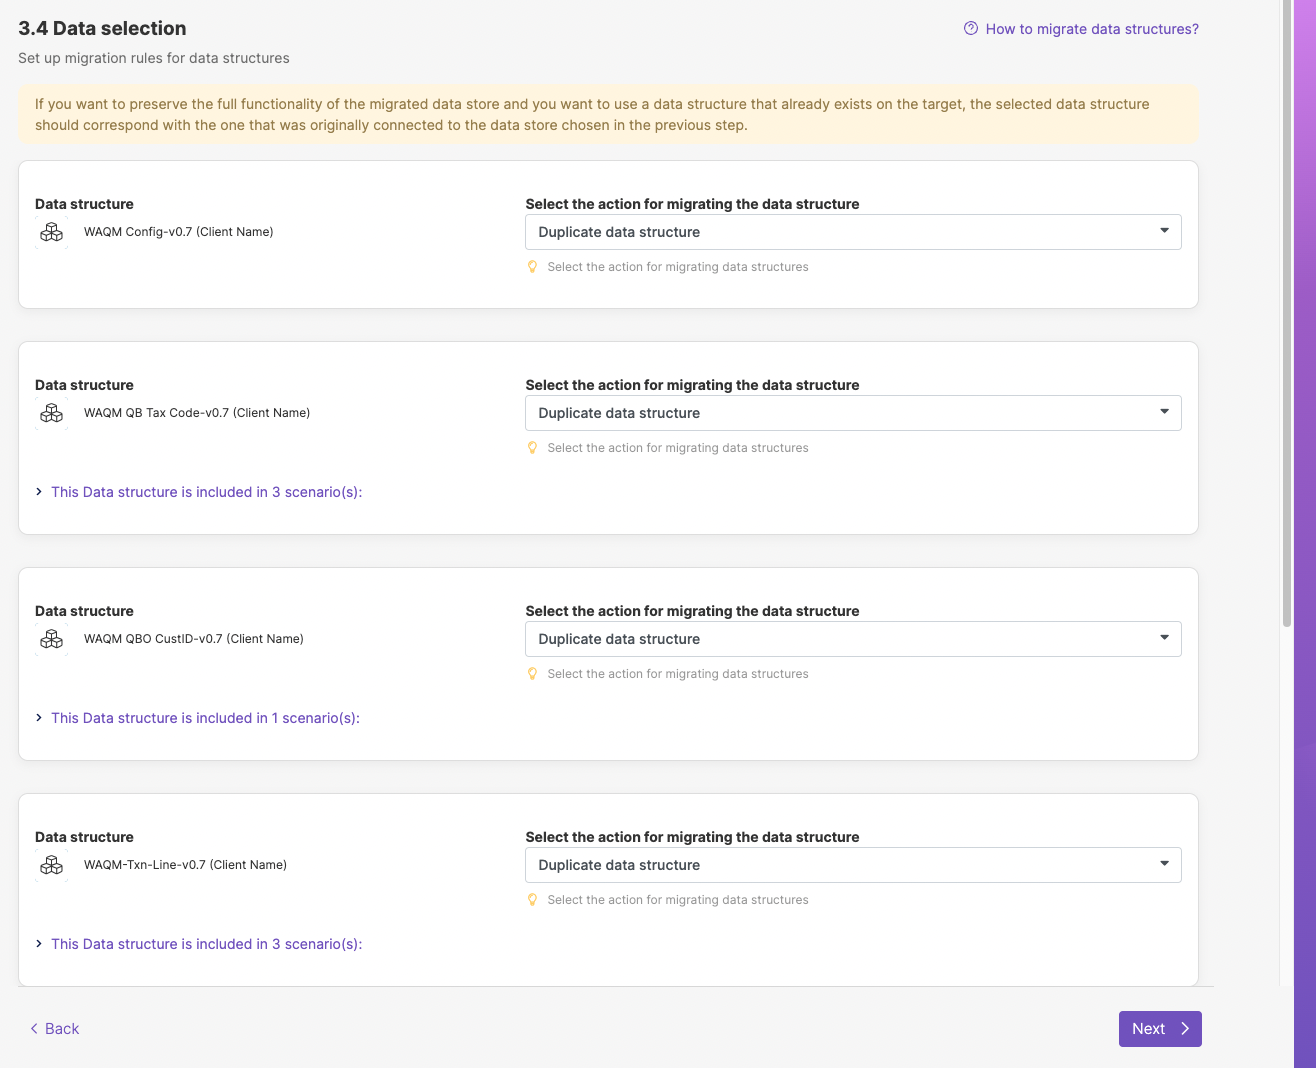 3.4 Data selection
How to migrate data structures?
Set up migration rules for data structures
If you want to preserve the full functionality of the migrated data store and you want to use a data structure that already exists on the target, the selected data structure
should correspond with the one that was originally connected to the data store chosen in the previous step.
Data structure
WAQM Config-v0.7 (Client Name)
Select the action for migrating the data structure
Duplicate data structure
Select the action for migrating data structures
Data structure
WAQM QB Tax Code-v0.7 (Client Name)
Select the action for migrating the data structure
Duplicate data structure
Select the action for migrating data structures
This Data structure is included in 3 scenario(s):
Data structure
WAQM QBO CustID-v0.7 (Client Name)
Select the action for migrating the data structure
Duplicate data structure
Select the action for migrating data structures
This Data structure is included in 1 scenario(s):
Data structure
WAQM-Txn-Line-v0.7 (Client Name)
Select the action for migrating the data structure
Duplicate data structure
Select the action for migrating data structures
This Data structure is included in 3 scenario(s):
Back
Next